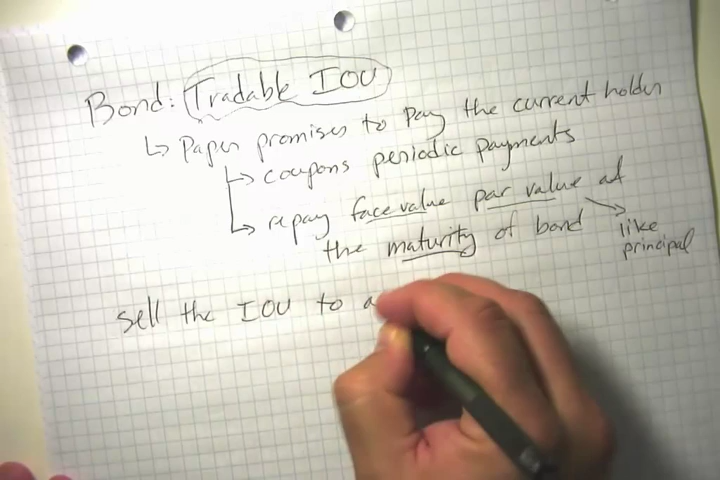 Bond: Tradable IOU
↳ Paper promises to pay the current holder
↳ coupons periodic payments
↳ repay face value par value at
the maturity of bond
like
principal
sell the IOU to a